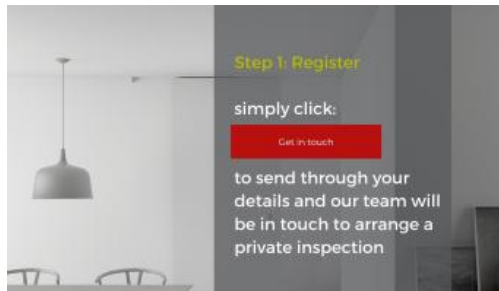 Step 1: Register
simply click:
Get in touch
to send through your
details and our team will
be in touch to arrange a
private inspection